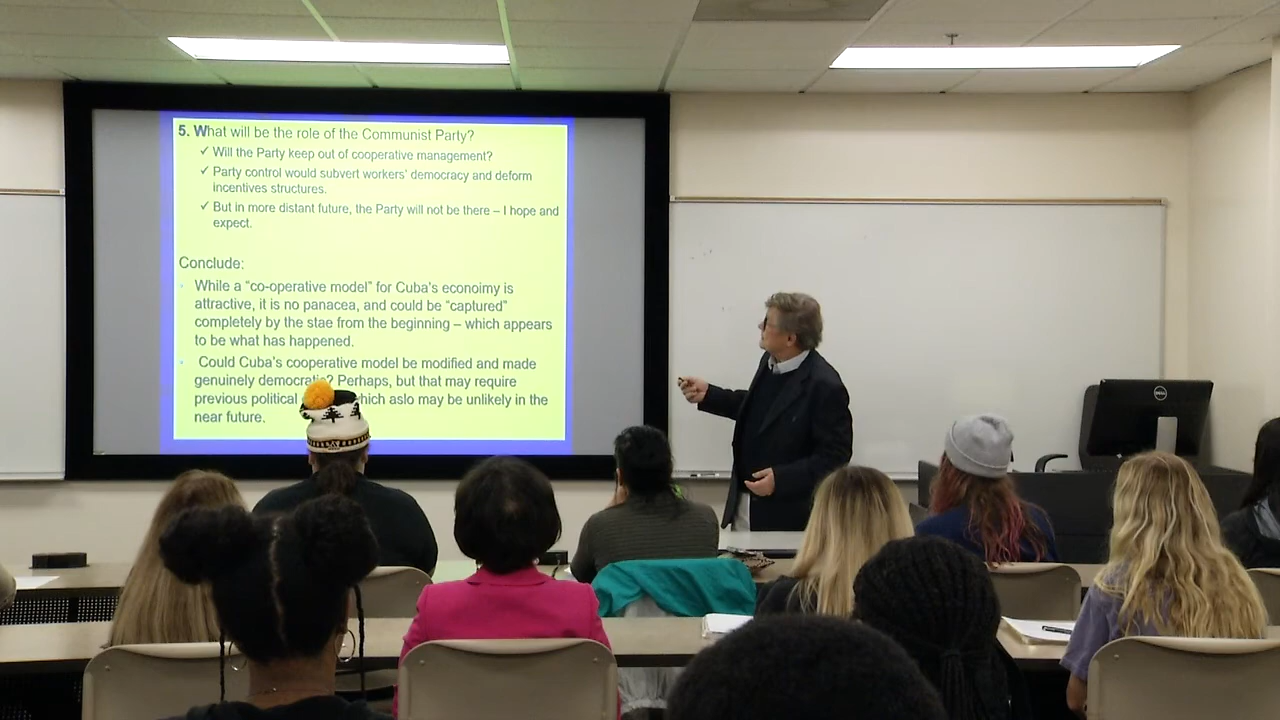 5. What will be the role of the Communist Party?
✓ Will the Party keep out of cooperative management?
✓ Party control would subvert workers' democracy and deform
incentives structures.
✓ But in more distant future, the Party will not be there – I hope and
expect.
Conclude:
While a "co-operative model" for Cuba's econoimy is
attractive, it is no panacea, and could be "captured"
completely by the stae from the beginning – which appears
to be what has happened.
Could Cuba's cooperative model be modified and made
genuinely democratic? Perhaps, but that may require
previous political which aslo may be unlikely in the
near future.
DELL